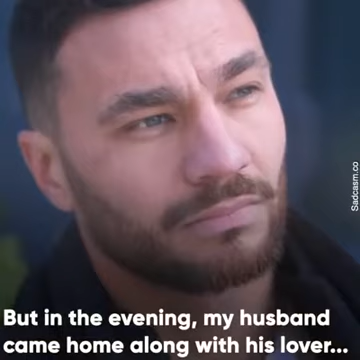 Sadcasm.co
But in the evening, my husband
came home along with his lover...